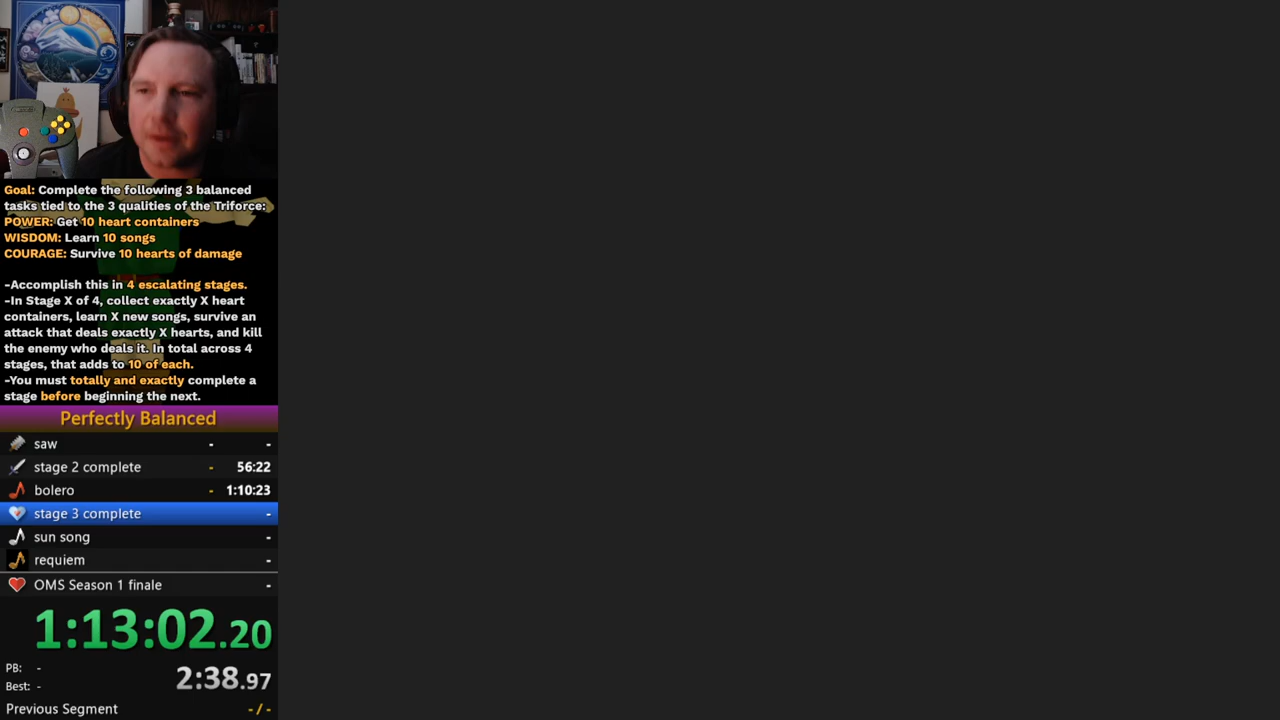 Goal: Complete the following 3 balanced
tasks tied to the 3 qualities of the Triforce:
POWER: Get 10 heart containers
WISDOM: Learn 10 songs
COURAGE: Survive 10 hearts of damage
-Accomplish this in 4 escalating stages.
-In Stage X of 4, collect exactly X heart
containers, learn X new songs, survive an
attack that deals exactly X hearts, and kill
the enemy who deals it. In total across 4
stages, that adds to 10 of each.
-You must totally and exactly complete a
stage before beginning the next.
Perfectly Balanced
saw - -
stage 2 complete - 56:22
bolero - 1:10:23
stage 3 complete -
sun song -
requiem -
OMS Season 1 finale -
1:13:02.20
PB: -
2:38.97
Best: -
Previous Segment - / -